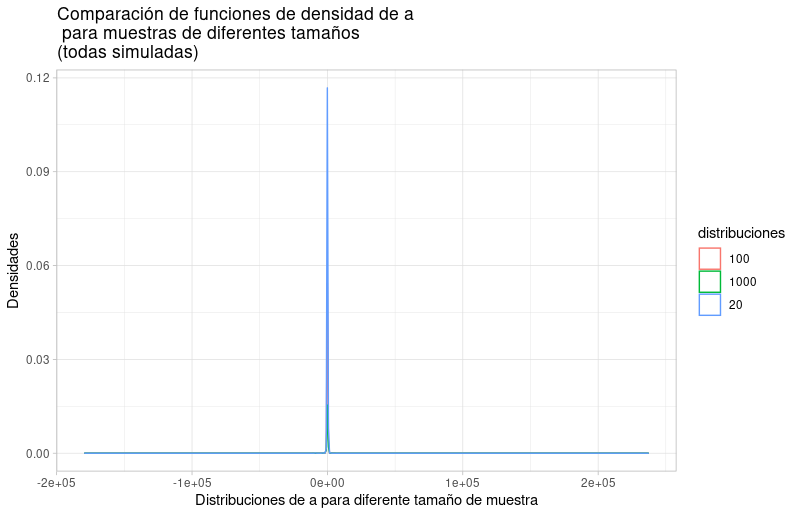 Comparación de funciones de densidad de a
para muestras de diferentes tamaños
(todas simuladas)
0.12
0.09
0.06
0.03
0.00
Densidades
-2e+05
-1e+05
0e+00
1e+05
2e+05
Distribuciones de a para diferente tamaño de muestra
distribuciones
100
1000
20